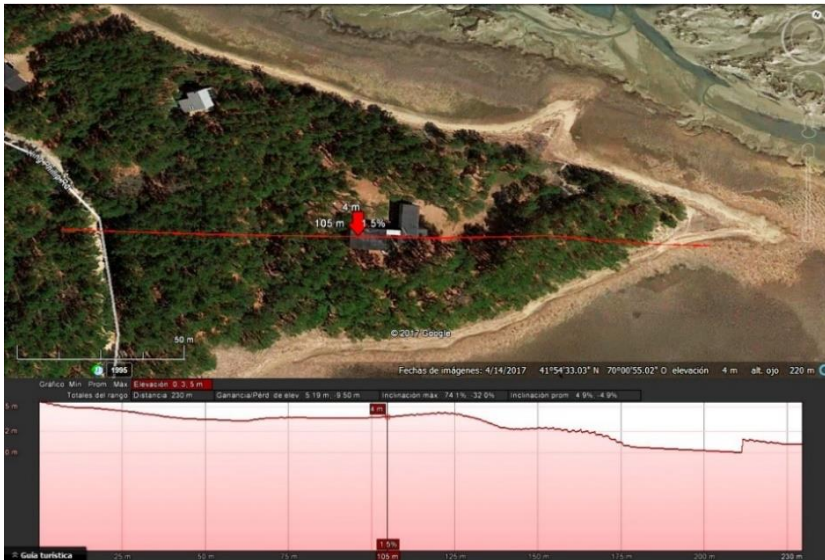 4 m
105 m 1.5%
50 m
© 2017 Google
1995
Fechas de imágenes: 4/14/2017 41°54'33.03" N 70°00'55.02" O elevación 4 m alt. ojo 220 m
Gráfico Mín Prom Máx Elevación 0, 3, 5 m
Totales del rango Distancia 230 m Ganancia/Pérd. de elev. 5.19 m, -9.50 m Inclinación máx. 74.1%, -32.0% Inclinación prom. 4.9%, -4.9%
5 m
4 m
2 m
0 m
1.5%
Guía turística 25 m 50 m 75 m 105 m 125 m 150 m 175 m 200 m 230 m